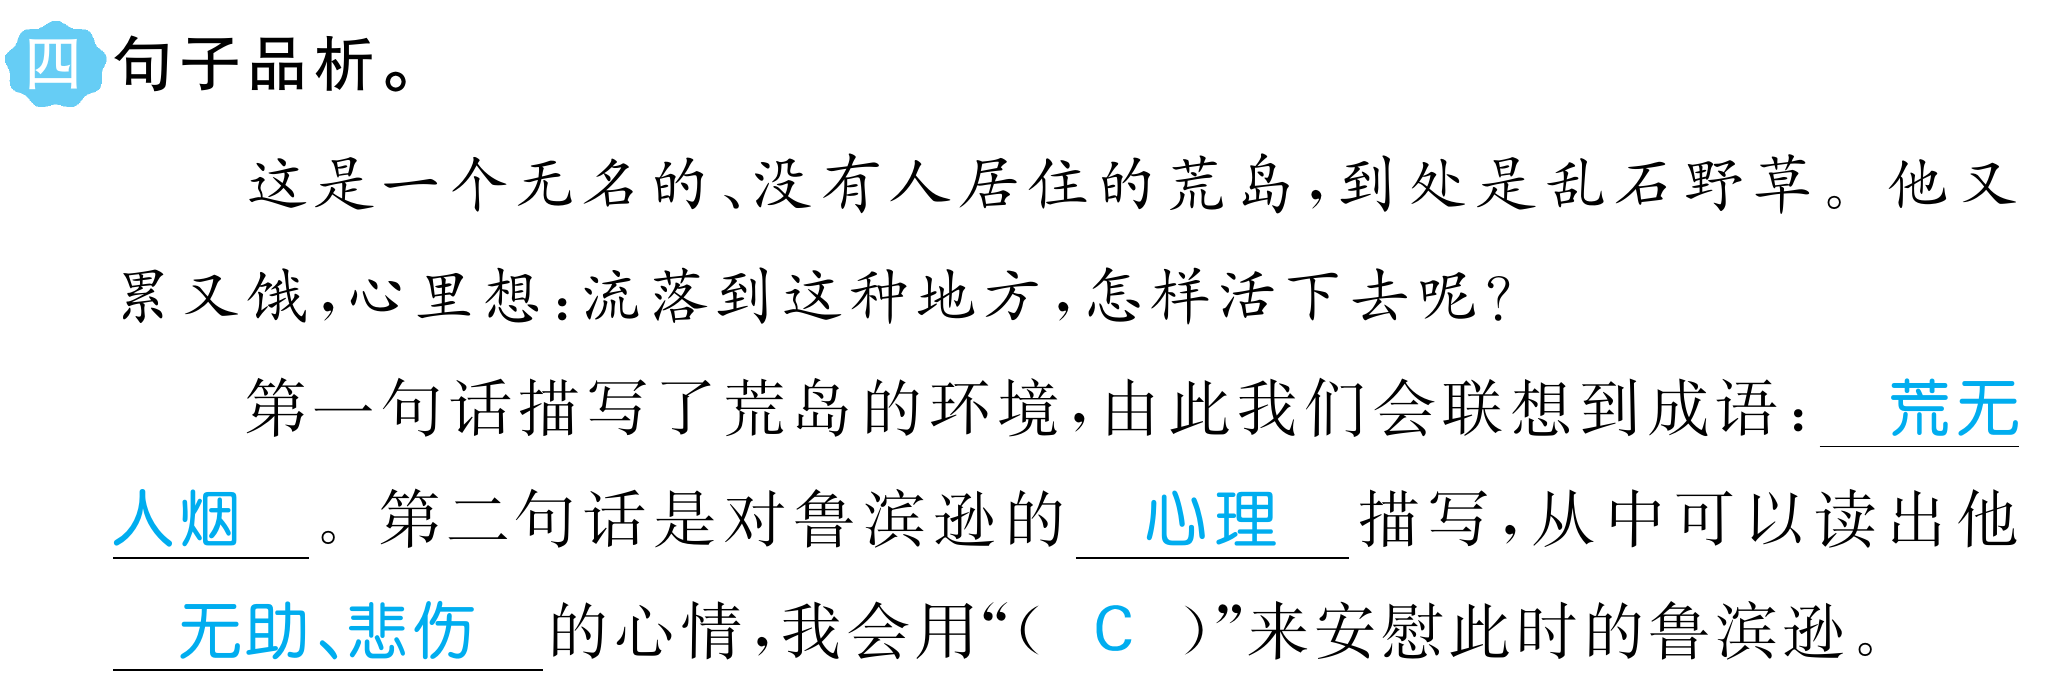 四 句子品析。
这是一个无名的、没有人居住的荒岛，到处是乱石野草。他又
累又饿，心里想：流落到这种地方，怎样活下去呢？
第一句话描写了荒岛的环境，由此我们会联想到成语：荒无
人烟。第二句话是对鲁滨逊的心理描写，从中可以读出他
无助、悲伤的心情，我会用“（ C ）”来安慰此时的鲁滨逊。